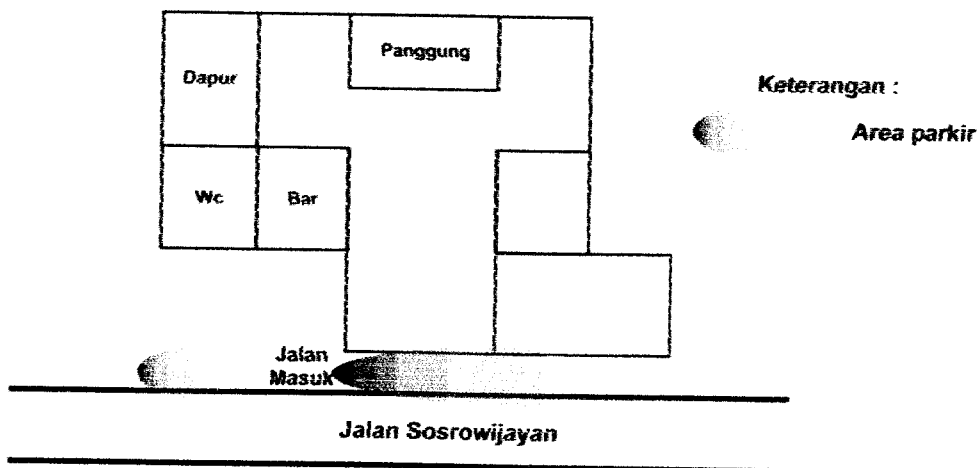 Panggung
Dapur
Keterangan :
Area parkir
Wc
Bar
Jalan
Masuk
Jalan Sosrowijayan